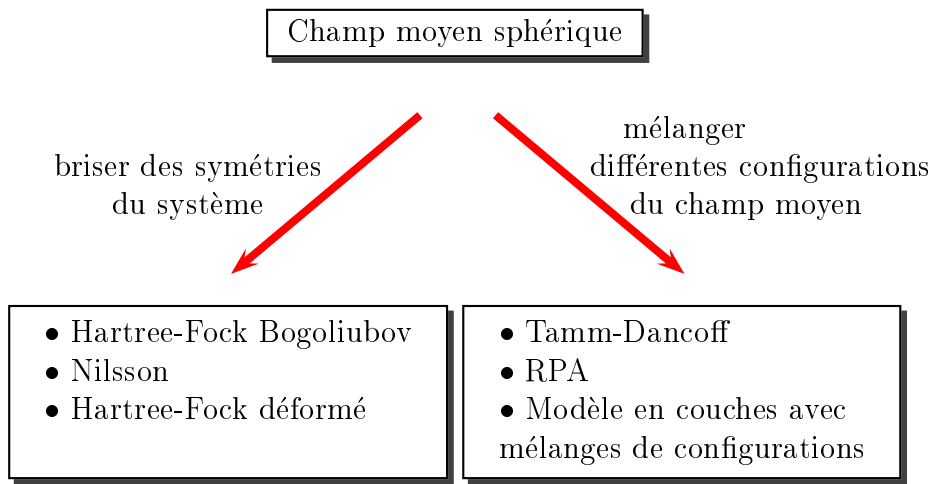 Champ moyen sphérique
briser des symétries
du système
mélanger
différentes configurations
du champ moyen
• Hartree-Fock Bogoliubov
• Nilsson
• Hartree-Fock déformé
• Tamm-Dancoff
• RPA
• Modèle en couches avec
mélanges de configurations